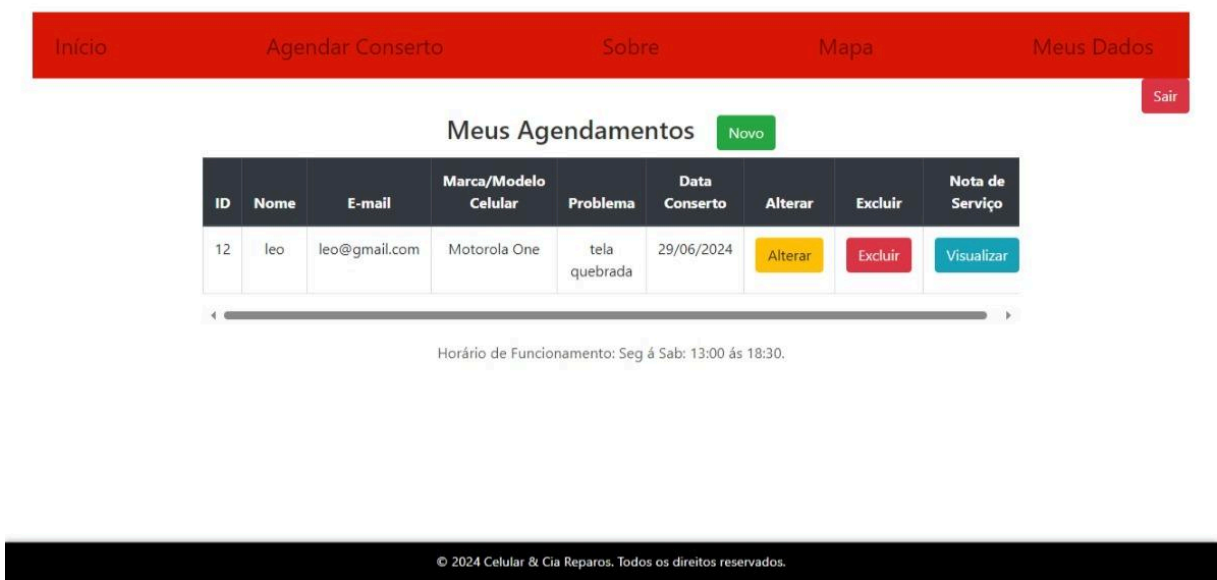 Início Agendar Conserto Sobre Mapa Meus Dados
Sair
Meus Agendamentos Novo
ID Nome E-mail Marca/Modelo Celular Problema Data Conserto Alterar Excluir Nota de Serviço
12 leo leo@gmail.com Motorola One tela quebrada 29/06/2024 Alterar Excluir Visualizar
Horário de Funcionamento: Seg á Sab: 13:00 ás 18:30.
© 2024 Celular & Cia Reparos. Todos os direitos reservados.